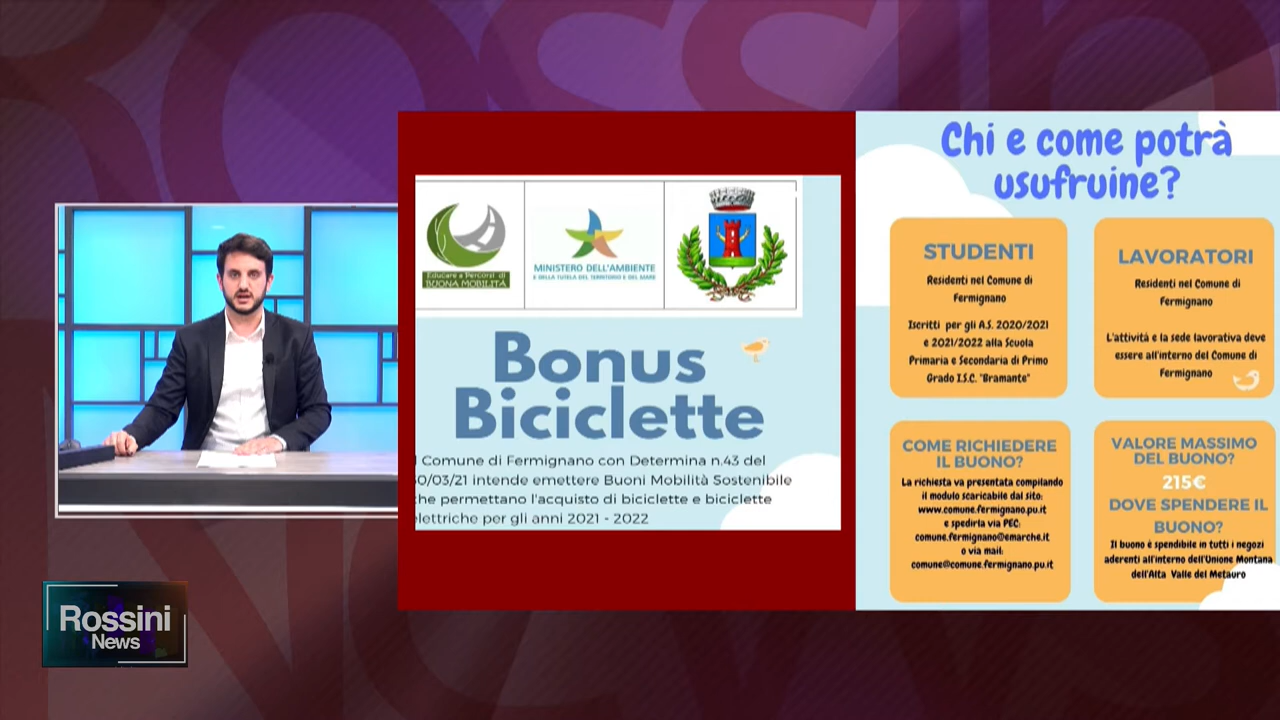 Educare a Percorsi di
BUONA MOBILITÀ
MINISTERO DELL'AMBIENTE
E DELLA TUTELA DEL TERRITORIO E DEL MARE
Bonus
Biciclette
Comune di Fermignano con Determina n.43 del
30/03/21 intende emettere Buoni Mobilità Sostenibile
che permettano l'acquisto di biciclette e biciclette
elettriche per gli anni 2021 - 2022
Chi e come potrà
usufruine?
STUDENTI
Residenti nel Comune di
Fermignano
Iscritti per gli A.S. 2020/2021
e 2021/2022 alla Scuola
Primaria e Secondaria di Primo
Grado I.S.C. "Bramante"
LAVORATORI
Residenti nel Comune di
Fermignano
L'attività e la sede lavorativa deve
essere all'interno del Comune di
Fermignano
COME RICHIEDERE
IL BUONO?
La richiesta va presentata compilando
il modulo scaricabile dal sito:
www.comune.fermignano.pu.it
e spedirla via PEC:
comune.fermignano@emarche.it
o via mail:
comune@comune.fermignano.pu.it
VALORE MASSIMO
DEL BUONO?
215€
DOVE SPENDERE IL
BUONO?
Il buono è spendibile in tutti i negozi
aderenti all'interno dell'Unione Montana
dell'Alta Valle del Metauro
Rossini
News